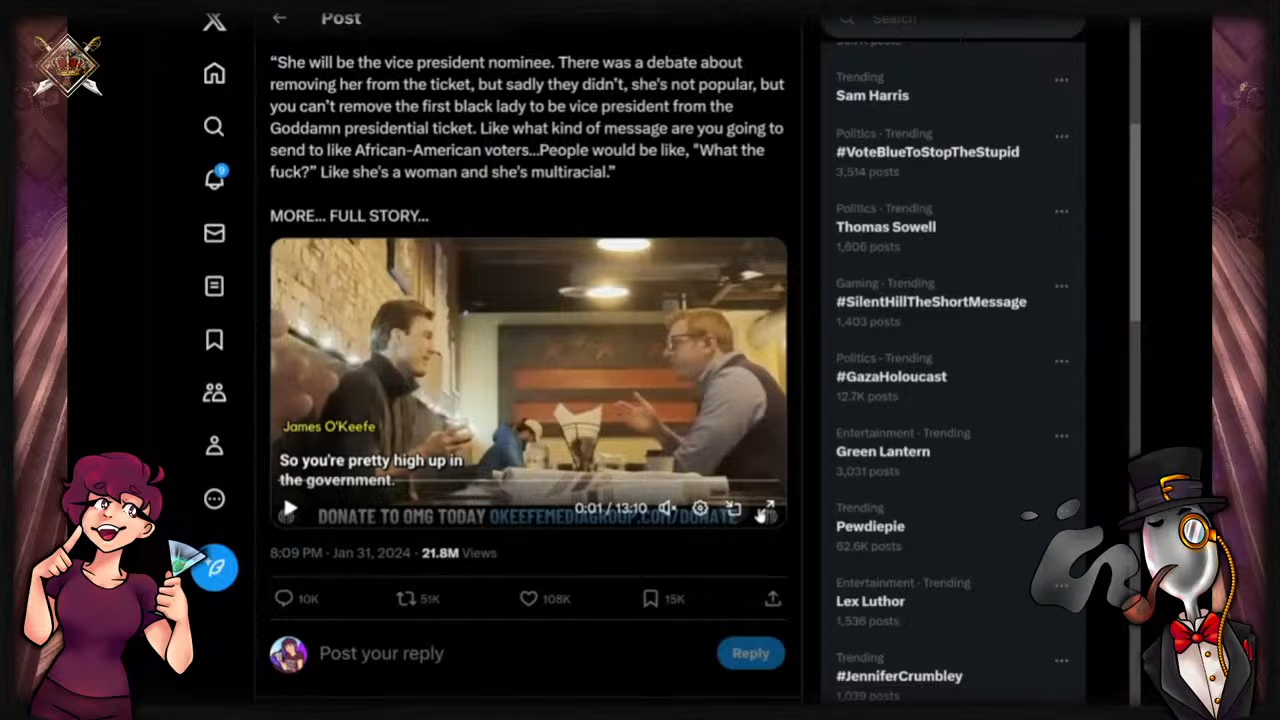 Post
Search
“She will be the vice president nominee. There was a debate about
removing her from the ticket, but sadly they didn’t, she's not popular, but
you can’t remove the first black lady to be vice president from the
Goddamn presidential ticket. Like what kind of message are you going to
send to like African-American voters...People would be like, "What the
fuck?” Like she's a woman and she's multiracial.”
MORE... FULL STORY...
James O'Keefe
So you're pretty high up in
the government.
0:01 / 13:10
DONATE TO OMG TODAY OKEEFEMEDIAGROUP.COM/DONATE
8:09 PM · Jan 31, 2024 · 21.8M Views
10K
51K
108K
15K
Post your reply
Reply
9
Trending
Sam Harris
Politics · Trending
#VoteBlueToStopTheStupid
3,514 posts
Politics · Trending
Thomas Sowell
1,606 posts
Gaming · Trending
#SilentHillTheShortMessage
1,403 posts
Politics · Trending
#GazaHoloucast
12.7K posts
Entertainment · Trending
Green Lantern
3,031 posts
Trending
Pewdiepie
62.6K posts
Entertainment · Trending
Lex Luthor
1,536 posts
Trending
#JenniferCrumbley
1,039 posts